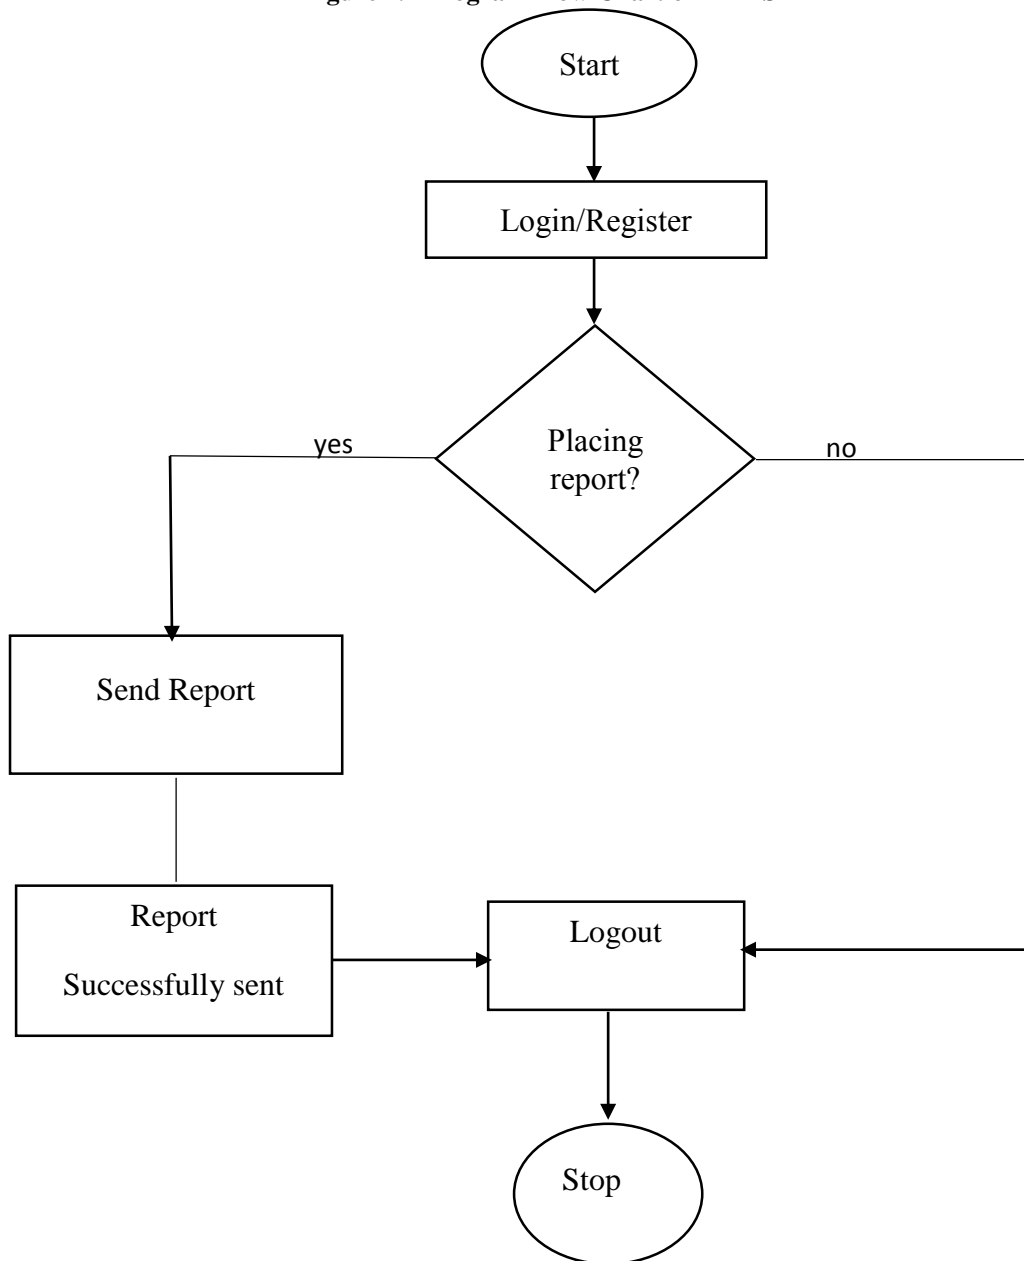 Start
Login/Register
Placing
report?
yes
no
Send Report
Report
Successfully sent
Logout
Stop